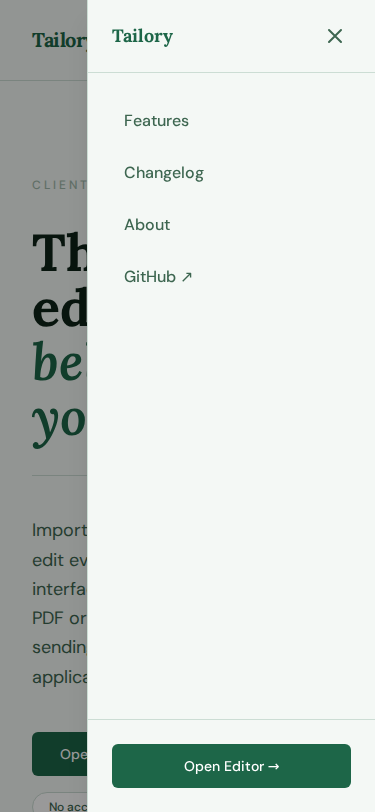 Tailory
Features
Changelog
About
GitHub ↗
Open Editor →
Tailory
CLIENT
Th
ed
be
yo
Import
edit ev
interfa
PDF or
sending
applica
Ope
No acc